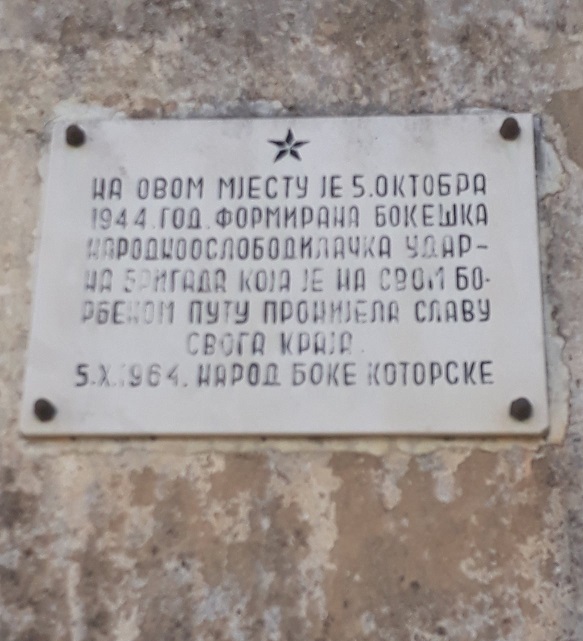 НА ОВОМ МЈЕСТУ ЈЕ 5.ОКТОБРА
1944.ГОД.ФОРМИРАНА БОКЕШКА
НАРОДНООСЛОБОДИЛАЧКА УДАР-
НА БРИГАДА КОЈА ЈЕ НА СВОМ БО-
РБЕНОМ ПУТУ ПРОНИЈЕЛА СЛАВУ
СВОГА КРАЈА.
5.X.1964. НАРОД БОКЕ КОТОРСКЕ